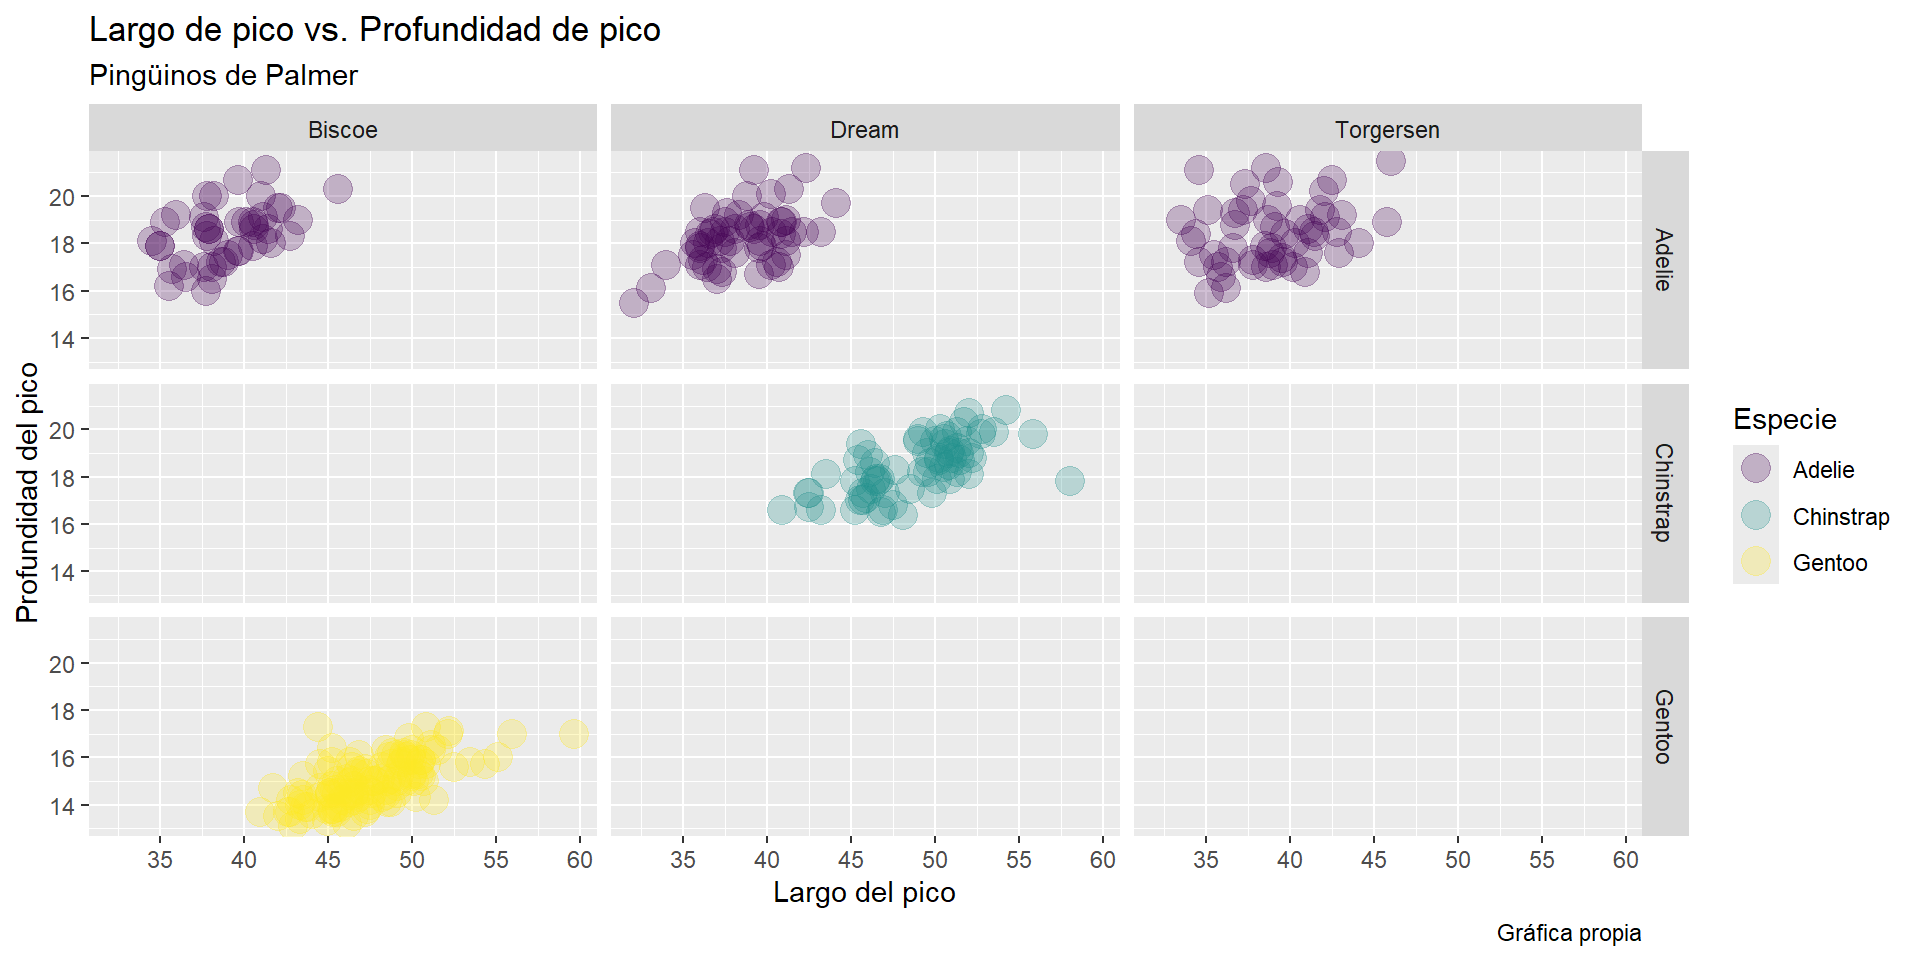 Largo de pico vs. Profundidad de pico
Pingüinos de Palmer
Biscoe
Dream
Torgersen
20
18
16
14
Adelie
20
18
16
14
Chinstrap
20
18
16
14
Gentoo
Profundidad del pico
35 40 45 50 55 60
35 40 45 50 55 60
35 40 45 50 55 60
Largo del pico
Especie
Adelie
Chinstrap
Gentoo
Gráfica propia